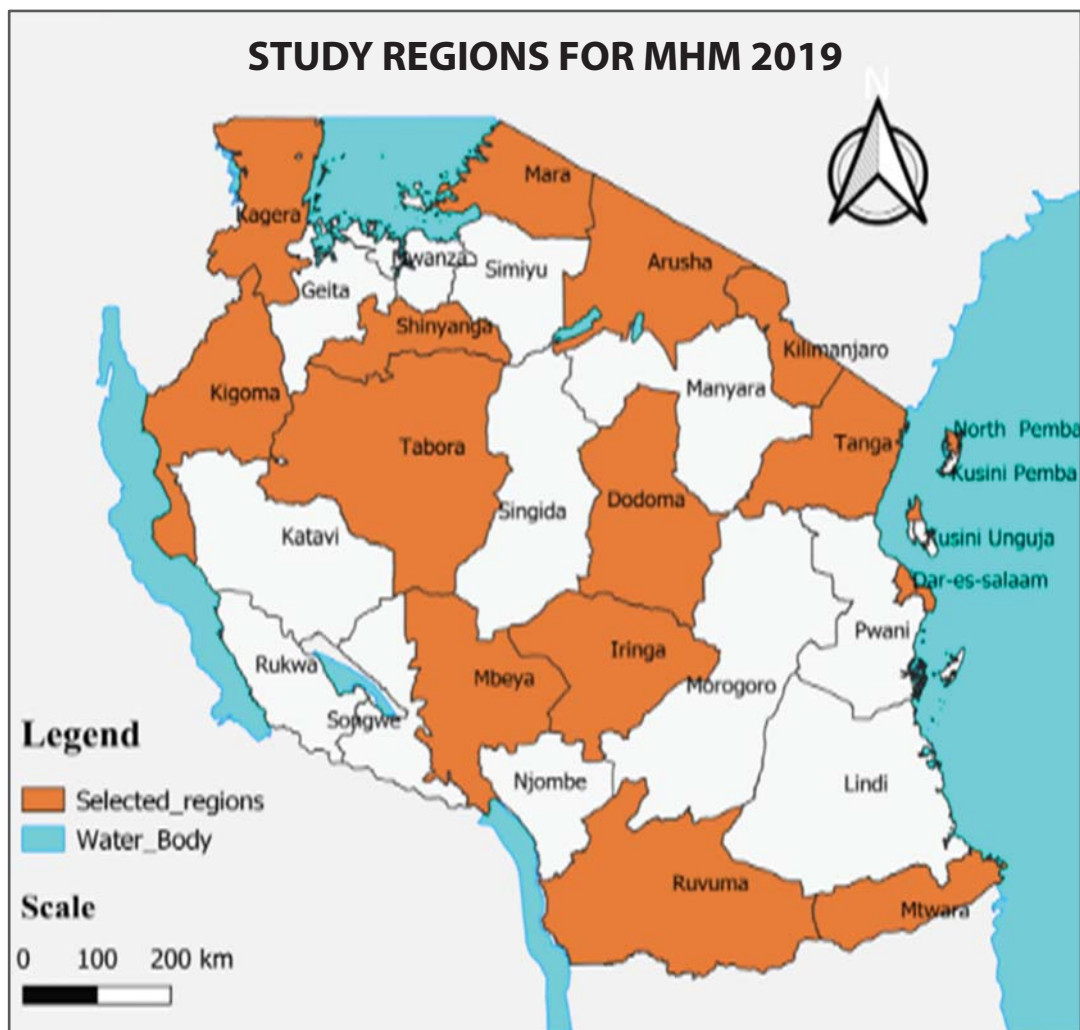 STUDY REGIONS FOR MHM 2019
N
Mara
Kagera
Arusha
Mwanza
Simiyu
Geita
Shinyanga
Kilimanjaro
Kigoma
Manyara
North Pemba
Tabora
Tanga
Kusini Pemba
Dodoma
Singida
Katavi
Kusini Unguja
Dar-es-salaam
Pwani
Iringa
Rukwa
Mbeya
Morogoro
Songwe
Legend
Njombe
Lindi
Selected_regions
Water_Body
Ruvuma
Scale
Mtwara
0 100 200 km